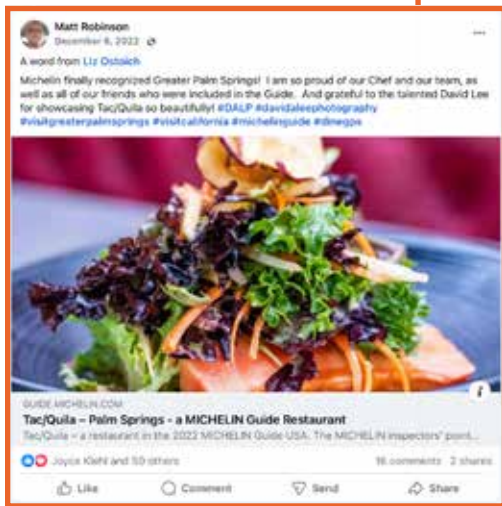 Matt Robinson
December 6, 2022
A word from Liz Ostoich
Michelin finally recognized Greater Palm Springs! I am so proud of our Chef and our team, as
well as all of our friends who were included in the Guide. And grateful to the talented David Lee
for showcasing Tac/Quila so beautifully! #DALP #davidaleephotography
#visitgreaterpalmsprings #visitcalifornia #michelinguide #dinegps
GUIDE.MICHELIN.COM
Tac/Quila – Palm Springs - a MICHELIN Guide Restaurant
Tac/Quila – a restaurant in the 2022 MICHELIN Guide USA. The MICHELIN inspectors' point...
Joyce Kiehl and 59 others
16 comments 2 shares
Like Comment Send Share